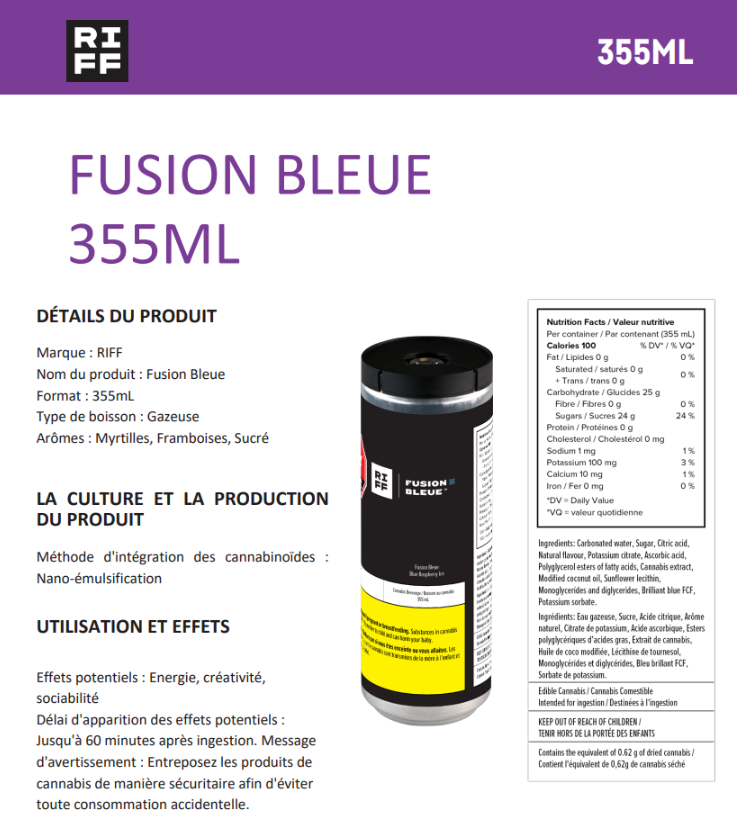 RI
FF
355ML
FUSION BLEUE
355ML
DÉTAILS DU PRODUIT
Marque : RIFF
Nom du produit : Fusion Bleue
Format : 355mL
Type de boisson : Gazeuse
Arômes : Myrtilles, Framboises, Sucré
LA CULTURE ET LA PRODUCTION
DU PRODUIT
Méthode d'intégration des cannabinoïdes :
Nano-émulsification
UTILISATION ET EFFETS
Effets potentiels : Energie, créativité,
sociabilité
Délai d'apparition des effets potentiels :
Jusqu'à 60 minutes après ingestion. Message
d'avertissement : Entreposez les produits de
cannabis de manière sécuritaire afin d'éviter
toute consommation accidentelle.
RI
FF
FUSION
BLEUE
Fusion Bleue
Blue Raspberry
Cannabis Beverage / Boisson au cannabis
355 mL
breastfeeding. Substances in cannabis
child and can harm your baby.
si vous êtes enceinte ou vous allaitez. Les
cannabis sont transmises de la mère à l'enfant et
Nutrition Facts / Valeur nutritive
Per container / Par contenant (355 mL)
Calories 100 % DV* / % VQ*
Fat / Lipides 0 g 0 %
Saturated / saturés 0 g
+ Trans / trans 0 g 0 %
Carbohydrate / Glucides 25 g
Fibre / Fibres 0 g 0 %
Sugars / Sucres 24 g 24 %
Protein / Protéines 0 g
Cholesterol / Cholestérol 0 mg
Sodium 1 mg 1 %
Potassium 100 mg 3 %
Calcium 10 mg 1 %
Iron / Fer 0 mg 0 %
*DV = Daily Value
*VQ = valeur quotidienne
Ingredients: Carbonated water, Sugar, Citric acid,
Natural flavour, Potassium citrate, Ascorbic acid,
Polyglycerol esters of fatty acids, Cannabis extract,
Modified coconut oil, Sunflower lecithin,
Monoglycerides and diglycerides, Brilliant blue FCF,
Potassium sorbate.
Ingrédients: Eau gazeuse, Sucre, Acide citrique, Arôme
naturel, Citrate de potassium, Acide ascorbique, Esters
polyglycériques d'acides gras, Extrait de cannabis,
Huile de coco modifiée, Lécithine de tournesol,
Monoglycérides et diglycérides, Bleu brillant FCF,
Sorbate de potassium.
Edible Cannabis / Cannabis Comestible
Intended for ingestion / Destinées à l'ingestion
KEEP OUT OF REACH OF CHILDREN /
TENIR HORS DE LA PORTÉE DES ENFANTS
Contains the equivalent of 0.62 g of dried cannabis /
Contient l'équivalent de 0,62g de cannabis séché